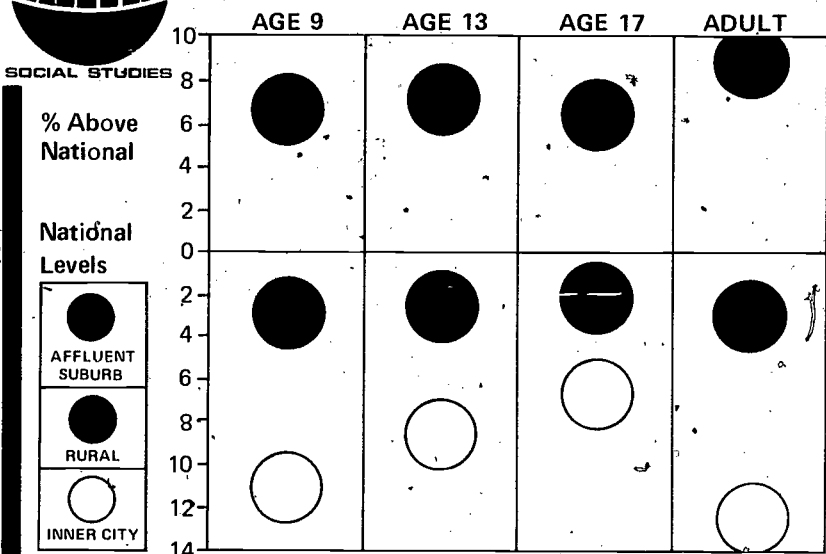 AGE 9 AGE 13 AGE 17 ADULT
SOCIAL STUDIES
% Above
National
National
Levels
AFFLUENT
SUBURB
RURAL
INNER CITY
10
8
6
4
2
0
2
4
6
8
10
12
14